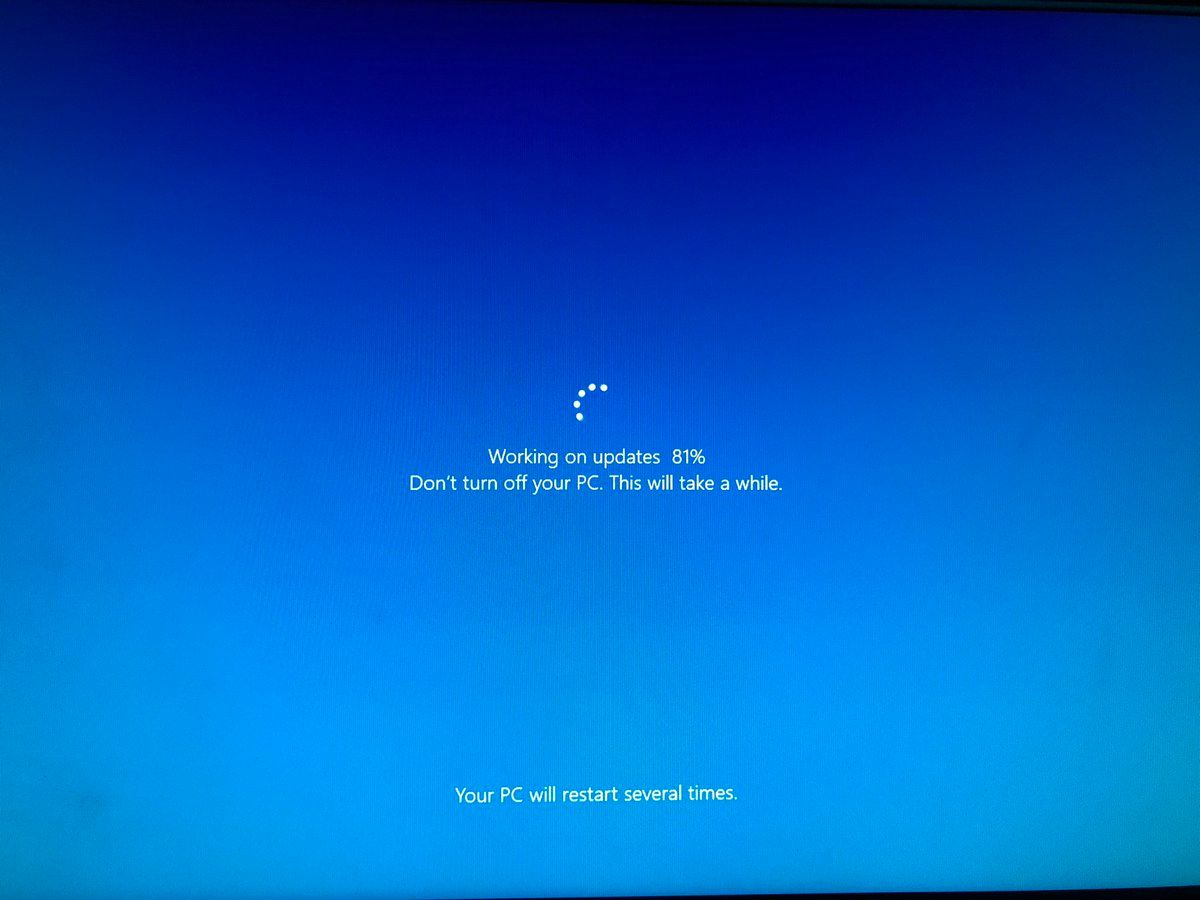 Working on updates 81%
Don't turn off your PC. This will take a while.
Your PC will restart several times.